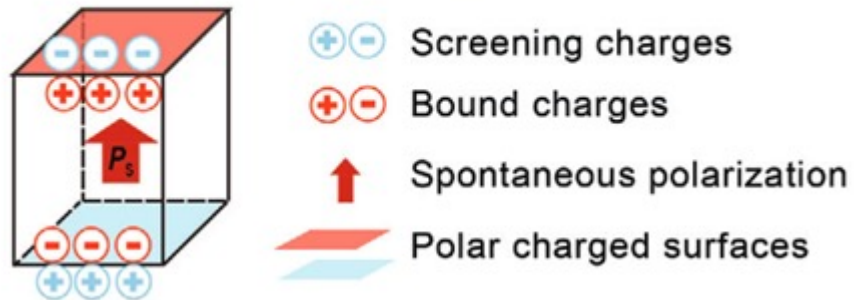 Screening charges
Bound charges
Pₛ
Spontaneous polarization
Polar charged surfaces